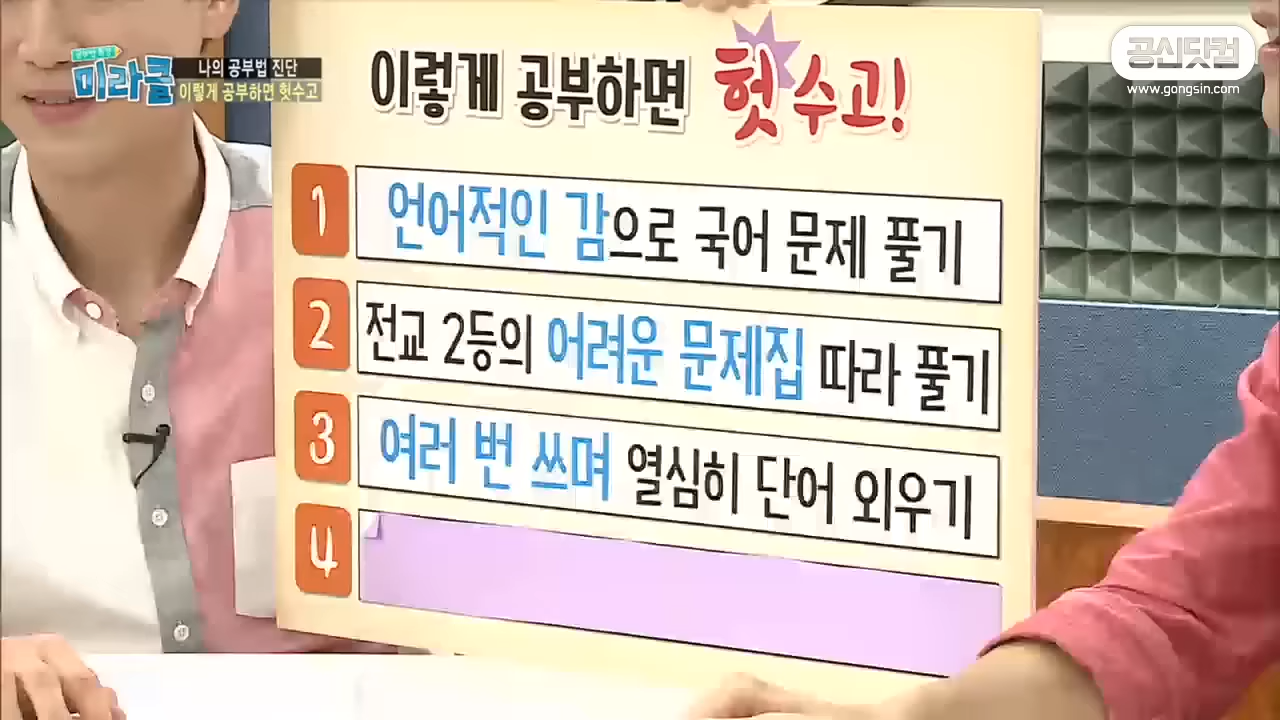 미라클
나의 공부법 진단
이렇게 공부하면 헛수고
공신닷컴
www.gongsin.com
이렇게 공부하면 헛수고!
1 언어적인 감으로 국어 문제 풀기
2 전교 2등의 어려운 문제집 따라 풀기
3 여러 번 쓰며 열심히 단어 외우기
4